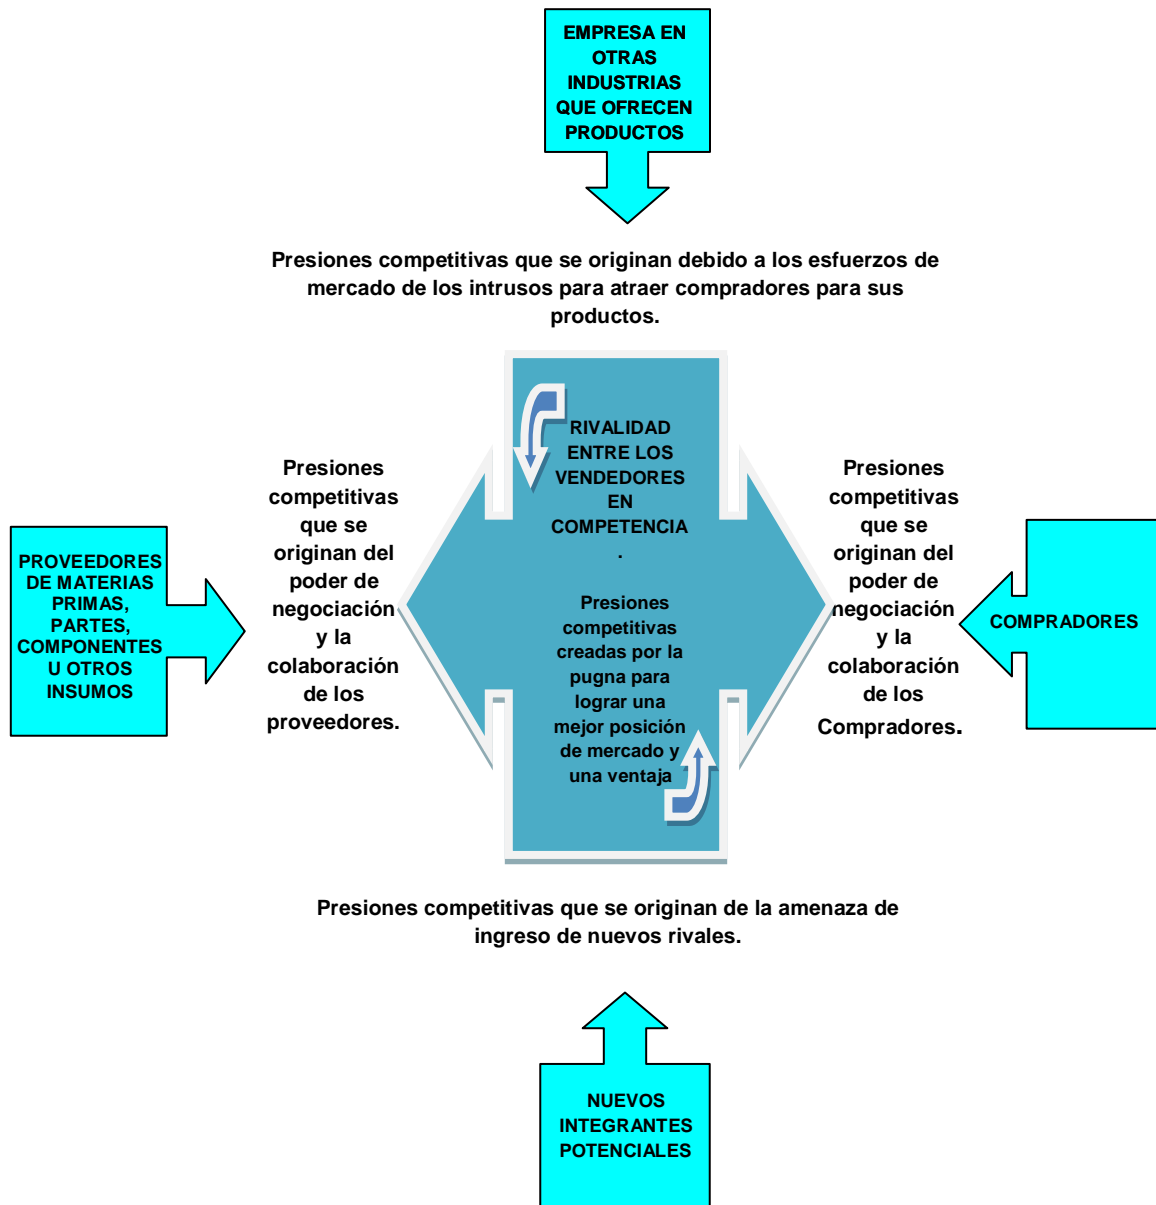 EMPRESA EN
OTRAS
INDUSTRIAS
QUE OFRECEN
PRODUCTOS
Presiones competitivas que se originan debido a los esfuerzos de
mercado de los intrusos para atraer compradores para sus
productos.
PROVEEDORES
DE MATERIAS
PRIMAS,
PARTES,
COMPONENTES
U OTROS
INSUMOS
Presiones
competitivas
que se
originan del
poder de
negociación
y la
colaboración
de los
proveedores.
RIVALIDAD
ENTRE LOS
VENDEDORES
EN
COMPETENCIA
.
Presiones
competitivas
creadas por la
pugna para
lograr una
mejor posición
de mercado y
una ventaja
Presiones
competitivas
que se
originan del
poder de
negociación
y la
colaboración
de los
Compradores.
COMPRADORES
Presiones competitivas que se originan de la amenaza de
ingreso de nuevos rivales.
NUEVOS
INTEGRANTES
POTENCIALES